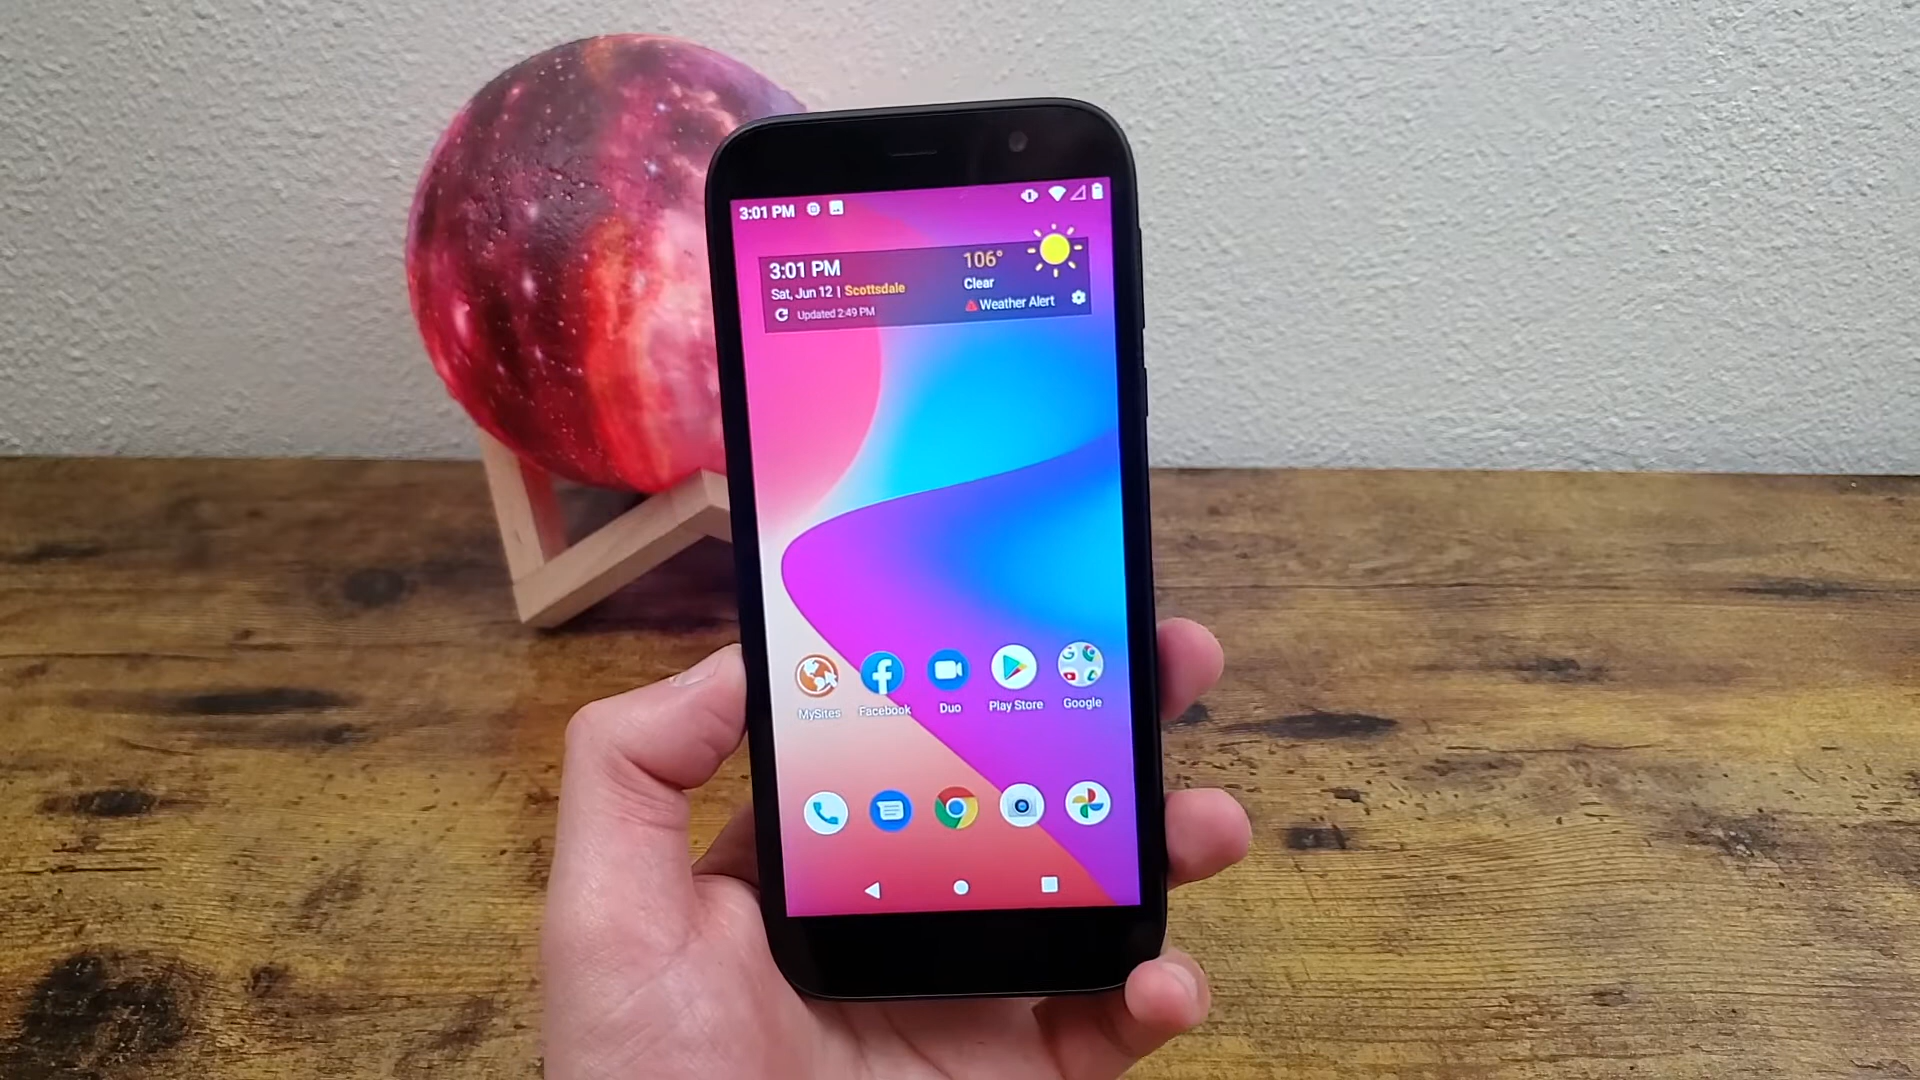 3:01 PM
3:01 PM
106°
Sat, Jun 12 | Scottsdale
Clear
Updated 2:49 PM
Weather Alert
MySites
Facebook
Duo
Play Store
Google